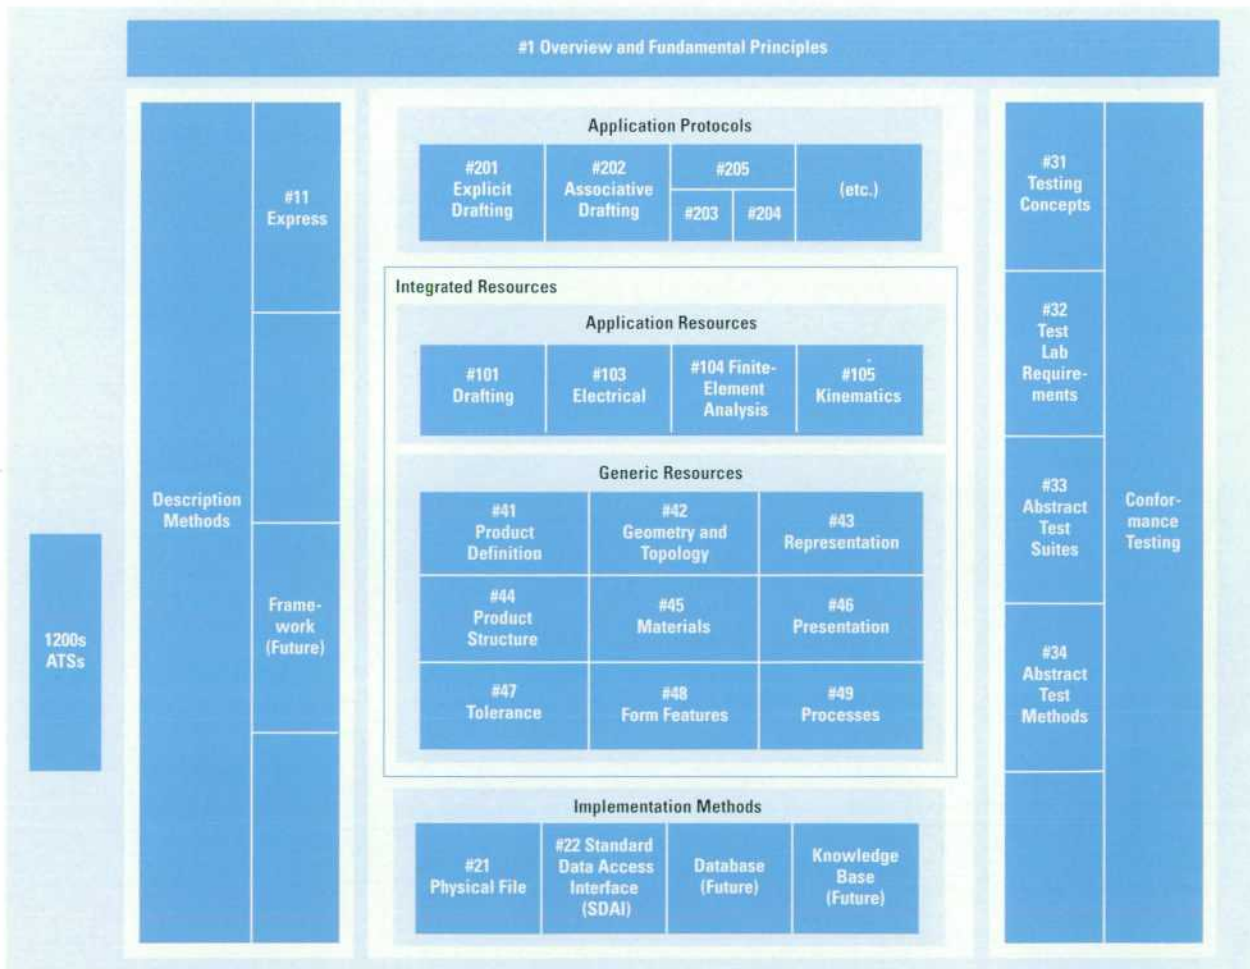 #1 Overview and Fundamental Principles
Description
Methods
#11
Express
Frame-
work
(Future)
1200s
ATSs
Application Protocols
#201
Explicit
Drafting
#202
Associative
Drafting
#205
#203
#204
(etc.)
Integrated Resources
Application Resources
#101
Drafting
#103
Electrical
#104 Finite-
Element
Analysis
#105
Kinematics
Generic Resources
#41
Product
Definition
#42
Geometry and
Topology
#43
Representation
#44
Product
Structure
#45
Materials
#46
Presentation
#47
Tolerance
#48
Form Features
#49
Processes
Implementation Methods
#21
Physical File
#22 Standard
Data Access
Interface
(SDAI)
Database
(Future)
Knowledge
Base
(Future)
#31
Testing
Concepts
#32
Test
Lab
Require-
ments
#33
Abstract
Test
Suites
#34
Abstract
Test
Methods
Confor-
mance
Testing